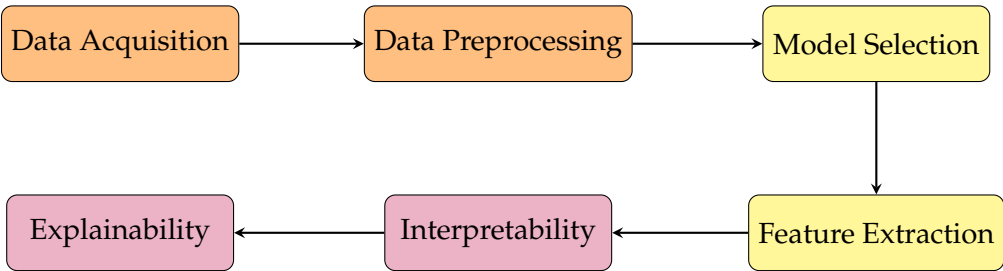 Data Acquisition
Data Preprocessing
Model Selection
Feature Extraction
Interpretability
Explainability